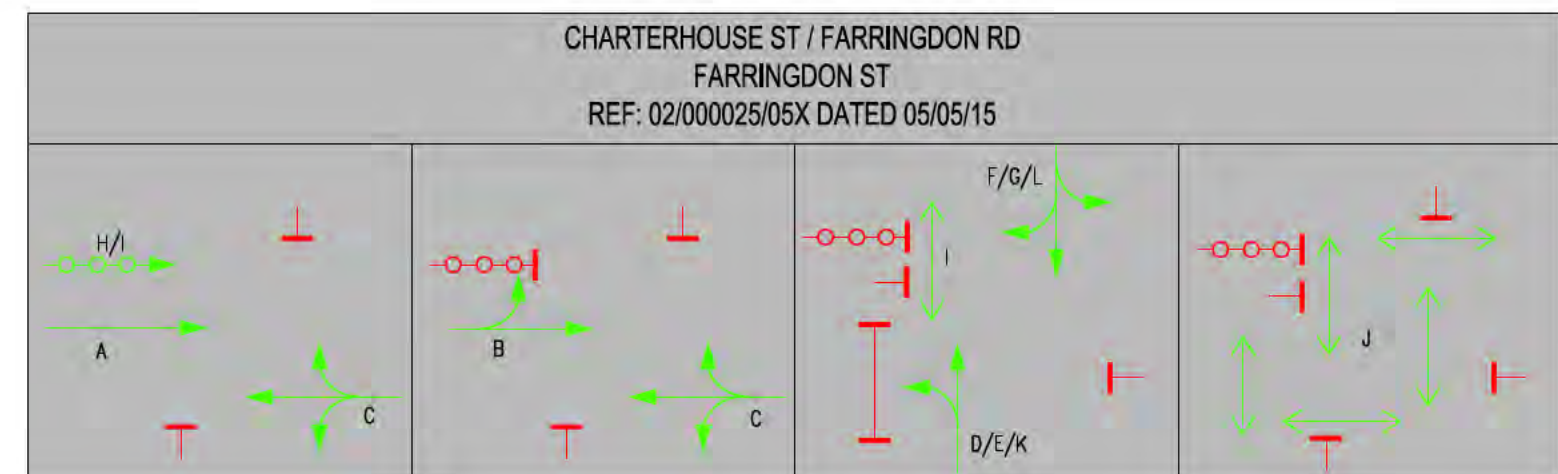 CHARTERHOUSE ST / FARRINGDON RD
FARRINGDON ST
REF: 02/000025/05X DATED 05/05/15
H/I
A
C
B
C
F/G/L
I
D/E/K
J